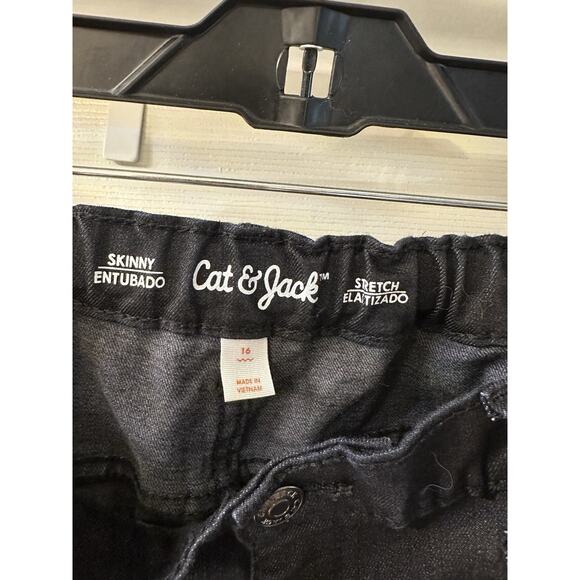 SKINNY
ENTUBADO
Cat & Jack™
STRETCH
ELASTIZADO
16
MADE IN
VIETNAM